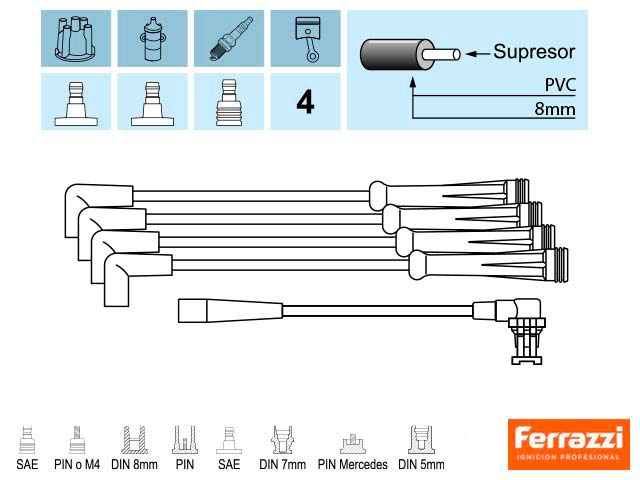 Supresor
PVC
4
8mm
SAE PIN o M4 DIN 8mm PIN SAE DIN 7mm PIN Mercedes DIN 5mm
Ferrazzi
IGNICIÓN PROFESIONAL